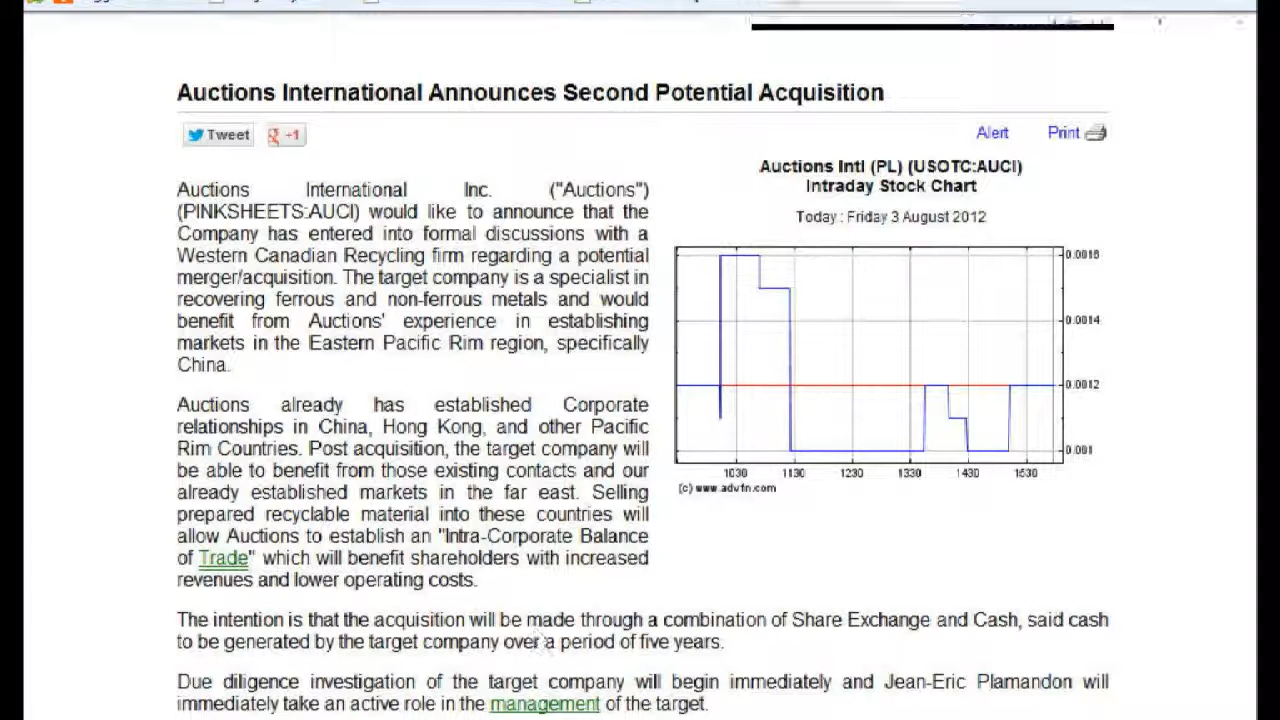 Auctions International Announces Second Potential Acquisition
Tweet
+1
Alert
Print
Auctions International Inc. ("Auctions")
(PINKSHEETS:AUCI) would like to announce that the
Company has entered into formal discussions with a
Western Canadian Recycling firm regarding a potential
merger/acquisition. The target company is a specialist in
recovering ferrous and non-ferrous metals and would
benefit from Auctions' experience in establishing
markets in the Eastern Pacific Rim region, specifically
China.
Auctions already has established Corporate
relationships in China, Hong Kong, and other Pacific
Rim Countries. Post acquisition, the target company will
be able to benefit from those existing contacts and our
already established markets in the far east. Selling
prepared recyclable material into these countries will
allow Auctions to establish an "Intra-Corporate Balance
of Trade" which will benefit shareholders with increased
revenues and lower operating costs.
Auctions Intl (PL) (USOTC:AUCI)
Intraday Stock Chart
Today : Friday 3 August 2012
0.0016
0.0014
0.0012
0.001
1030 1130 1230 1330 1430 1530
(c) www.advfn.com
The intention is that the acquisition will be made through a combination of Share Exchange and Cash, said cash
to be generated by the target company over a period of five years.
Due diligence investigation of the target company will begin immediately and Jean-Eric Plamandon will
immediately take an active role in the management of the target.